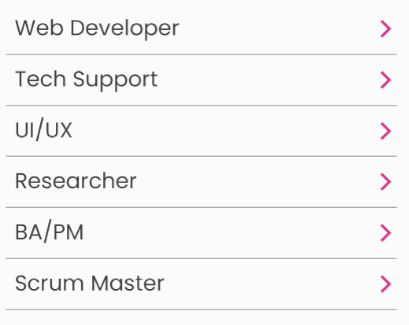 Web Developer
Tech Support
UI/UX
Researcher
BA/PM
Scrum Master